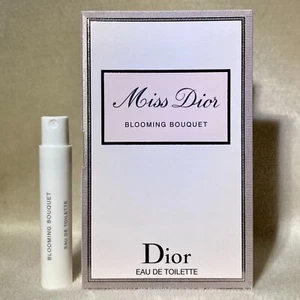 Miss Dior
BLOOMING BOUQUET
Dior
EAU DE TOILETTE
BLOOMING BOUQUET
EAU DE TOILETTE